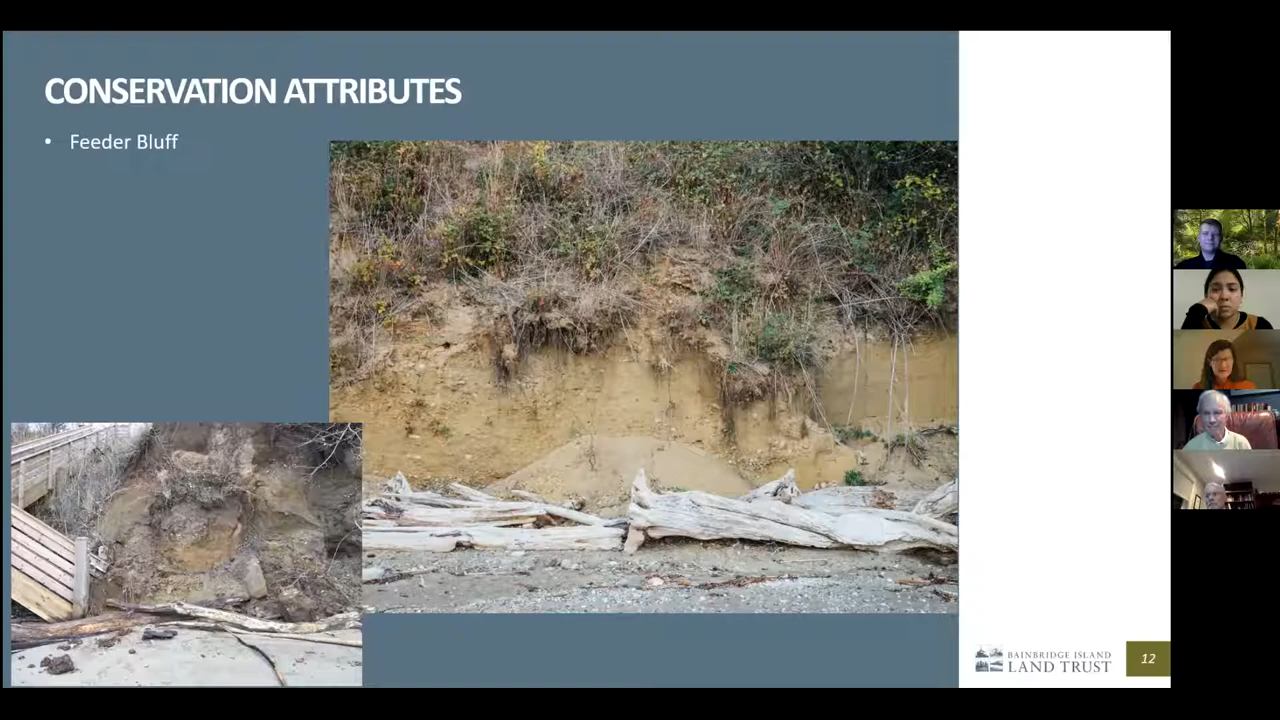 CONSERVATION ATTRIBUTES
• Feeder Bluff
BAINBRIDGE ISLAND
LAND TRUST
12